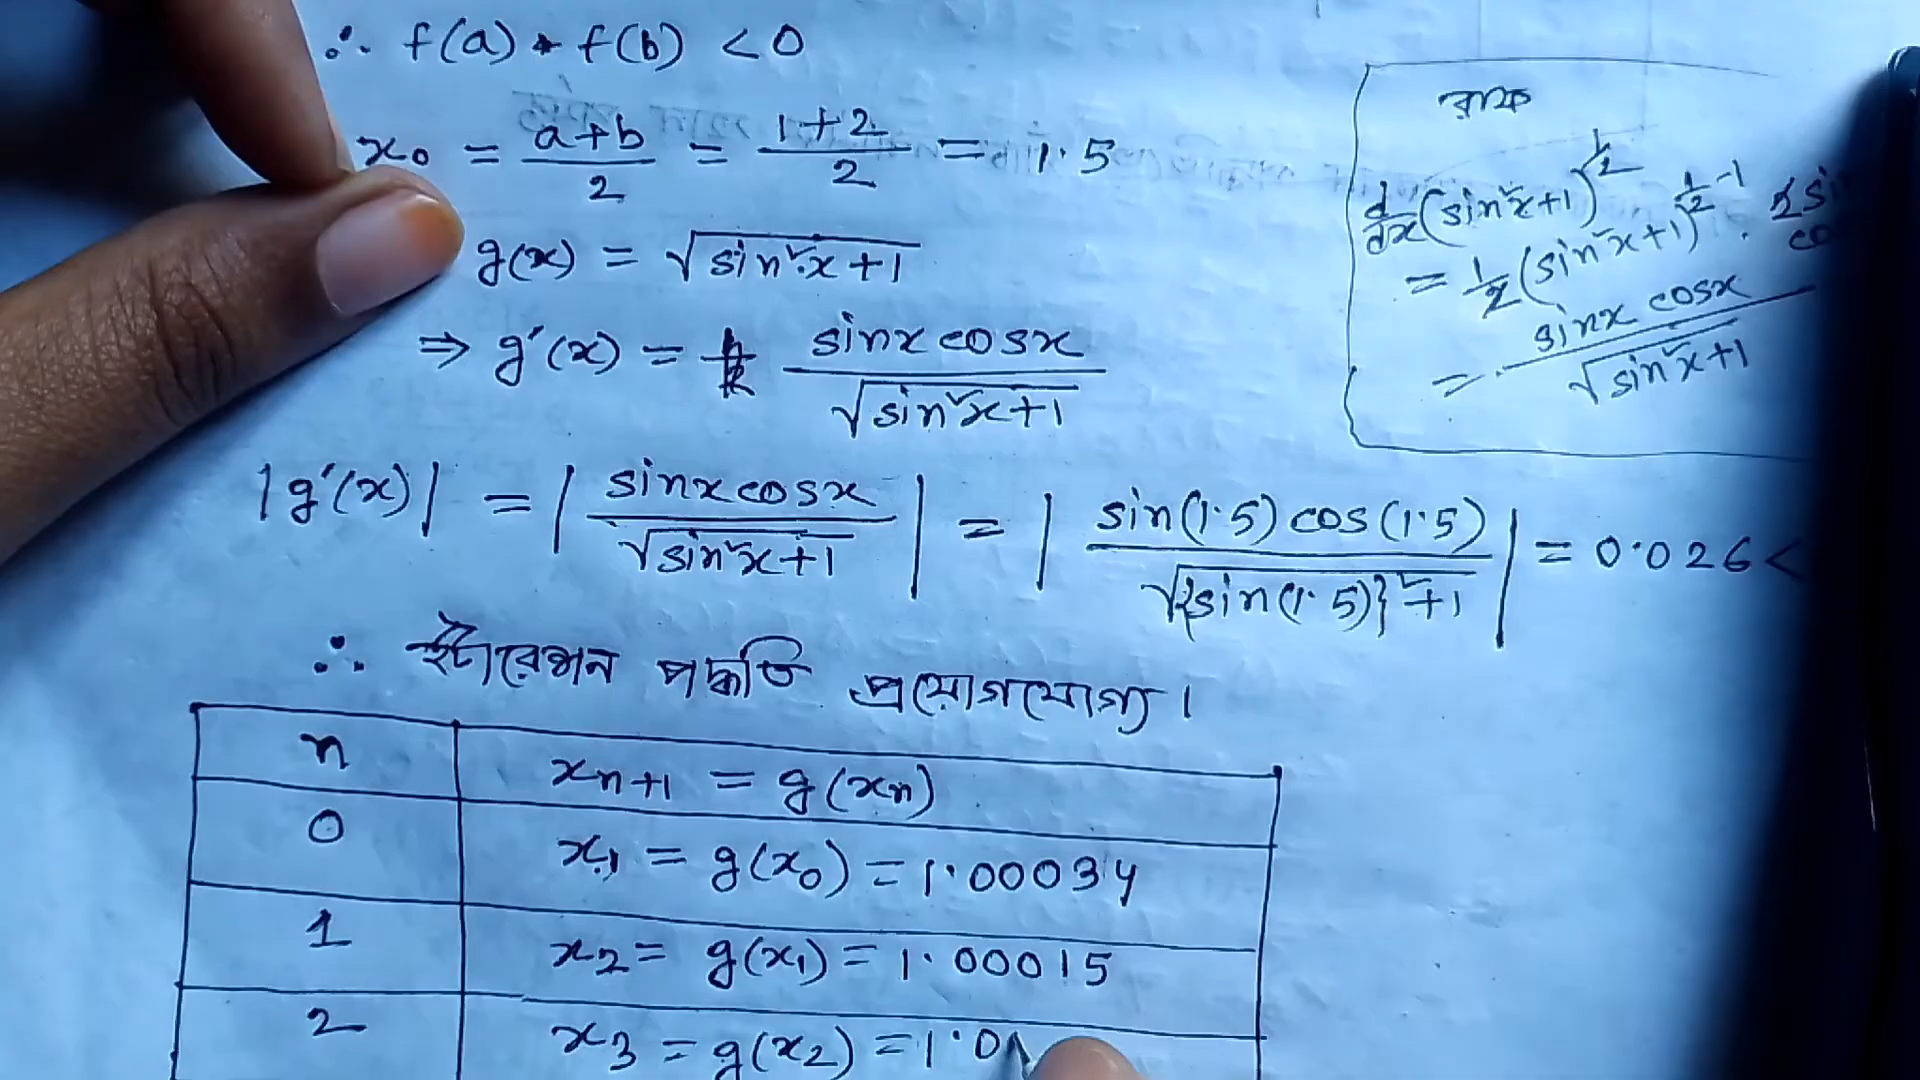 ∴ f(a) * f(b) < 0
x₀ = (a+b)/2 = (1+2)/2 = 1.5
g(x) = √(sin²x+1)
⇒ g′(x) = (sinx cosx)/√(sin²x+1)
রাফ
d/dx (sin²x+1)^(1/2)
= 1/2 (sin²x+1)^(1/2 -1) .
= (sinx cosx)/√(sin²x+1)
|g′(x)| = |(sinx cosx)/√(sin²x+1)| = |(sin(1.5) cos(1.5))/√({sin(1.5)}²+1)| = 0.026 <
∴ ইটারেশন পদ্ধতি প্রয়োগযোগ্য।
n xₙ₊₁ = g(xₙ)
0 x₁ = g(x₀) = 1.00034
1 x₂ = g(x₁) = 1.00015
2 x₃ = g(x₂) = 1.0